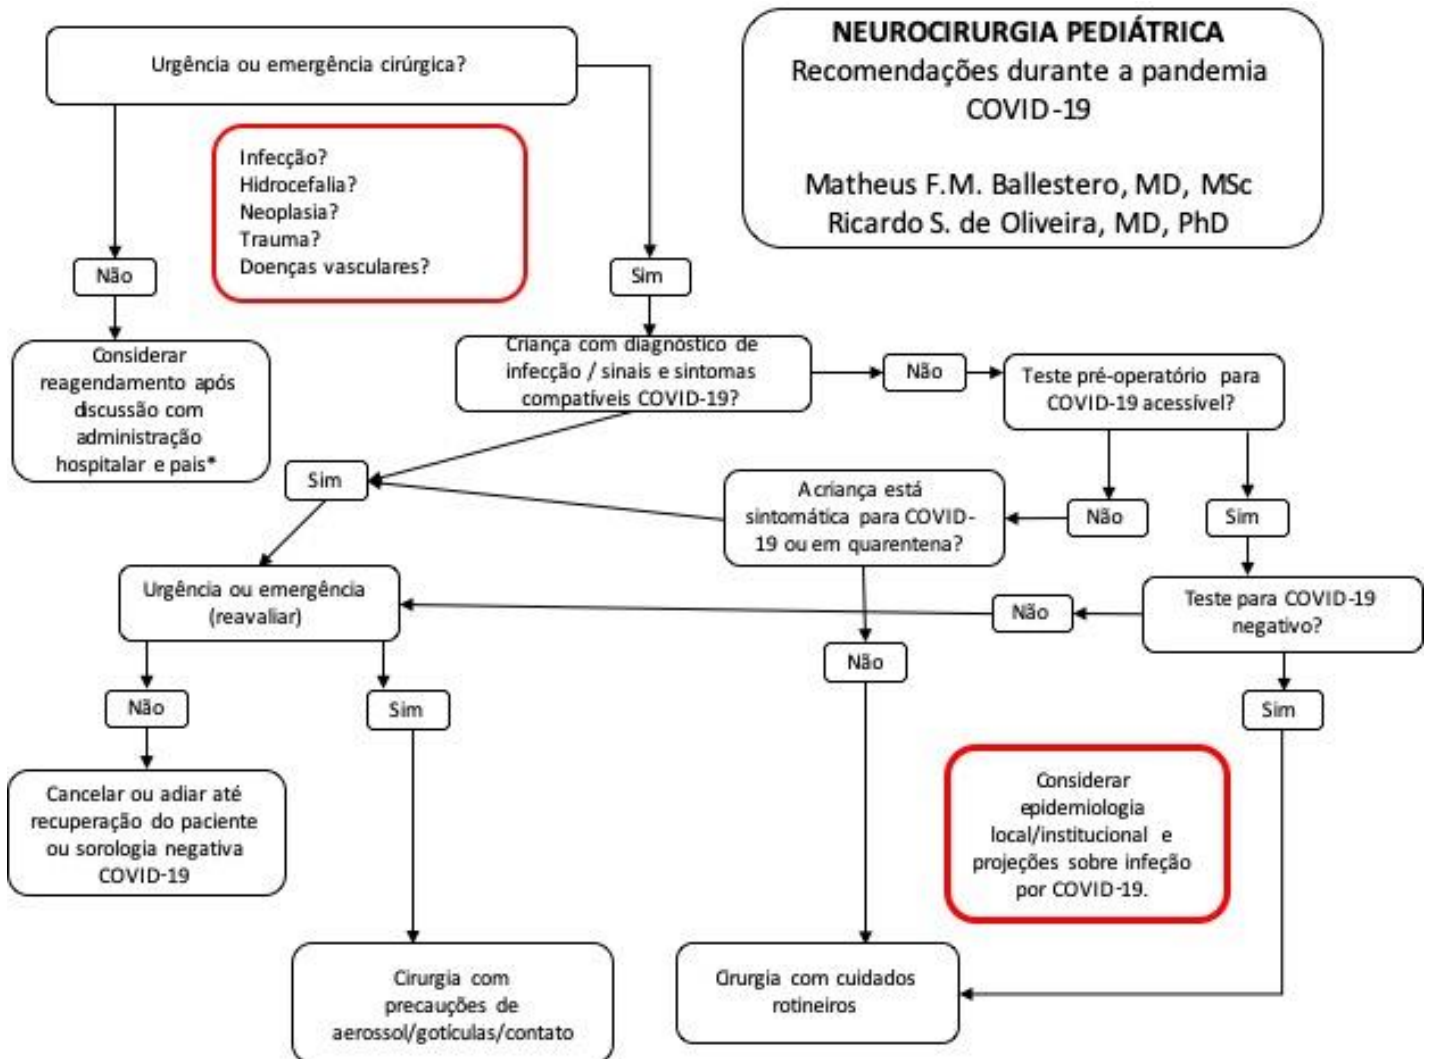 NEUROCIRURGIA PEDIÁTRICA
Recomendações durante a pandemia
COVID-19
Matheus F.M. Ballestero, MD, MSc
Ricardo S. de Oliveira, MD, PhD
Urgência ou emergência cirúrgica?
Infecção?
Hidrocefalia?
Neoplasia?
Trauma?
Doenças vasculares?
Não
Sim
Considerar
reagendamento após
discussão com
administração
hospitalar e pais*
Criança com diagnóstico de
infecção / sinais e sintomas
compatíveis COVID-19?
Não
Teste pré-operatório para
COVID-19 acessível?
Sim
A criança está
sintomática para COVID-
19 ou em quarentena?
Não
Sim
Urgência ou emergência
(reavaliar)
Não
Teste para COVID-19
negativo?
Não
Sim
Não
Sim
Cancelar ou adiar até
recuperação do paciente
ou sorologia negativa
COVID-19
Considerar
epidemiologia
local/institucional e
projeções sobre infeção
por COVID-19.
Cirurgia com
precauções de
aerossol/gotículas/contato
Cirurgia com cuidados
rotineiros